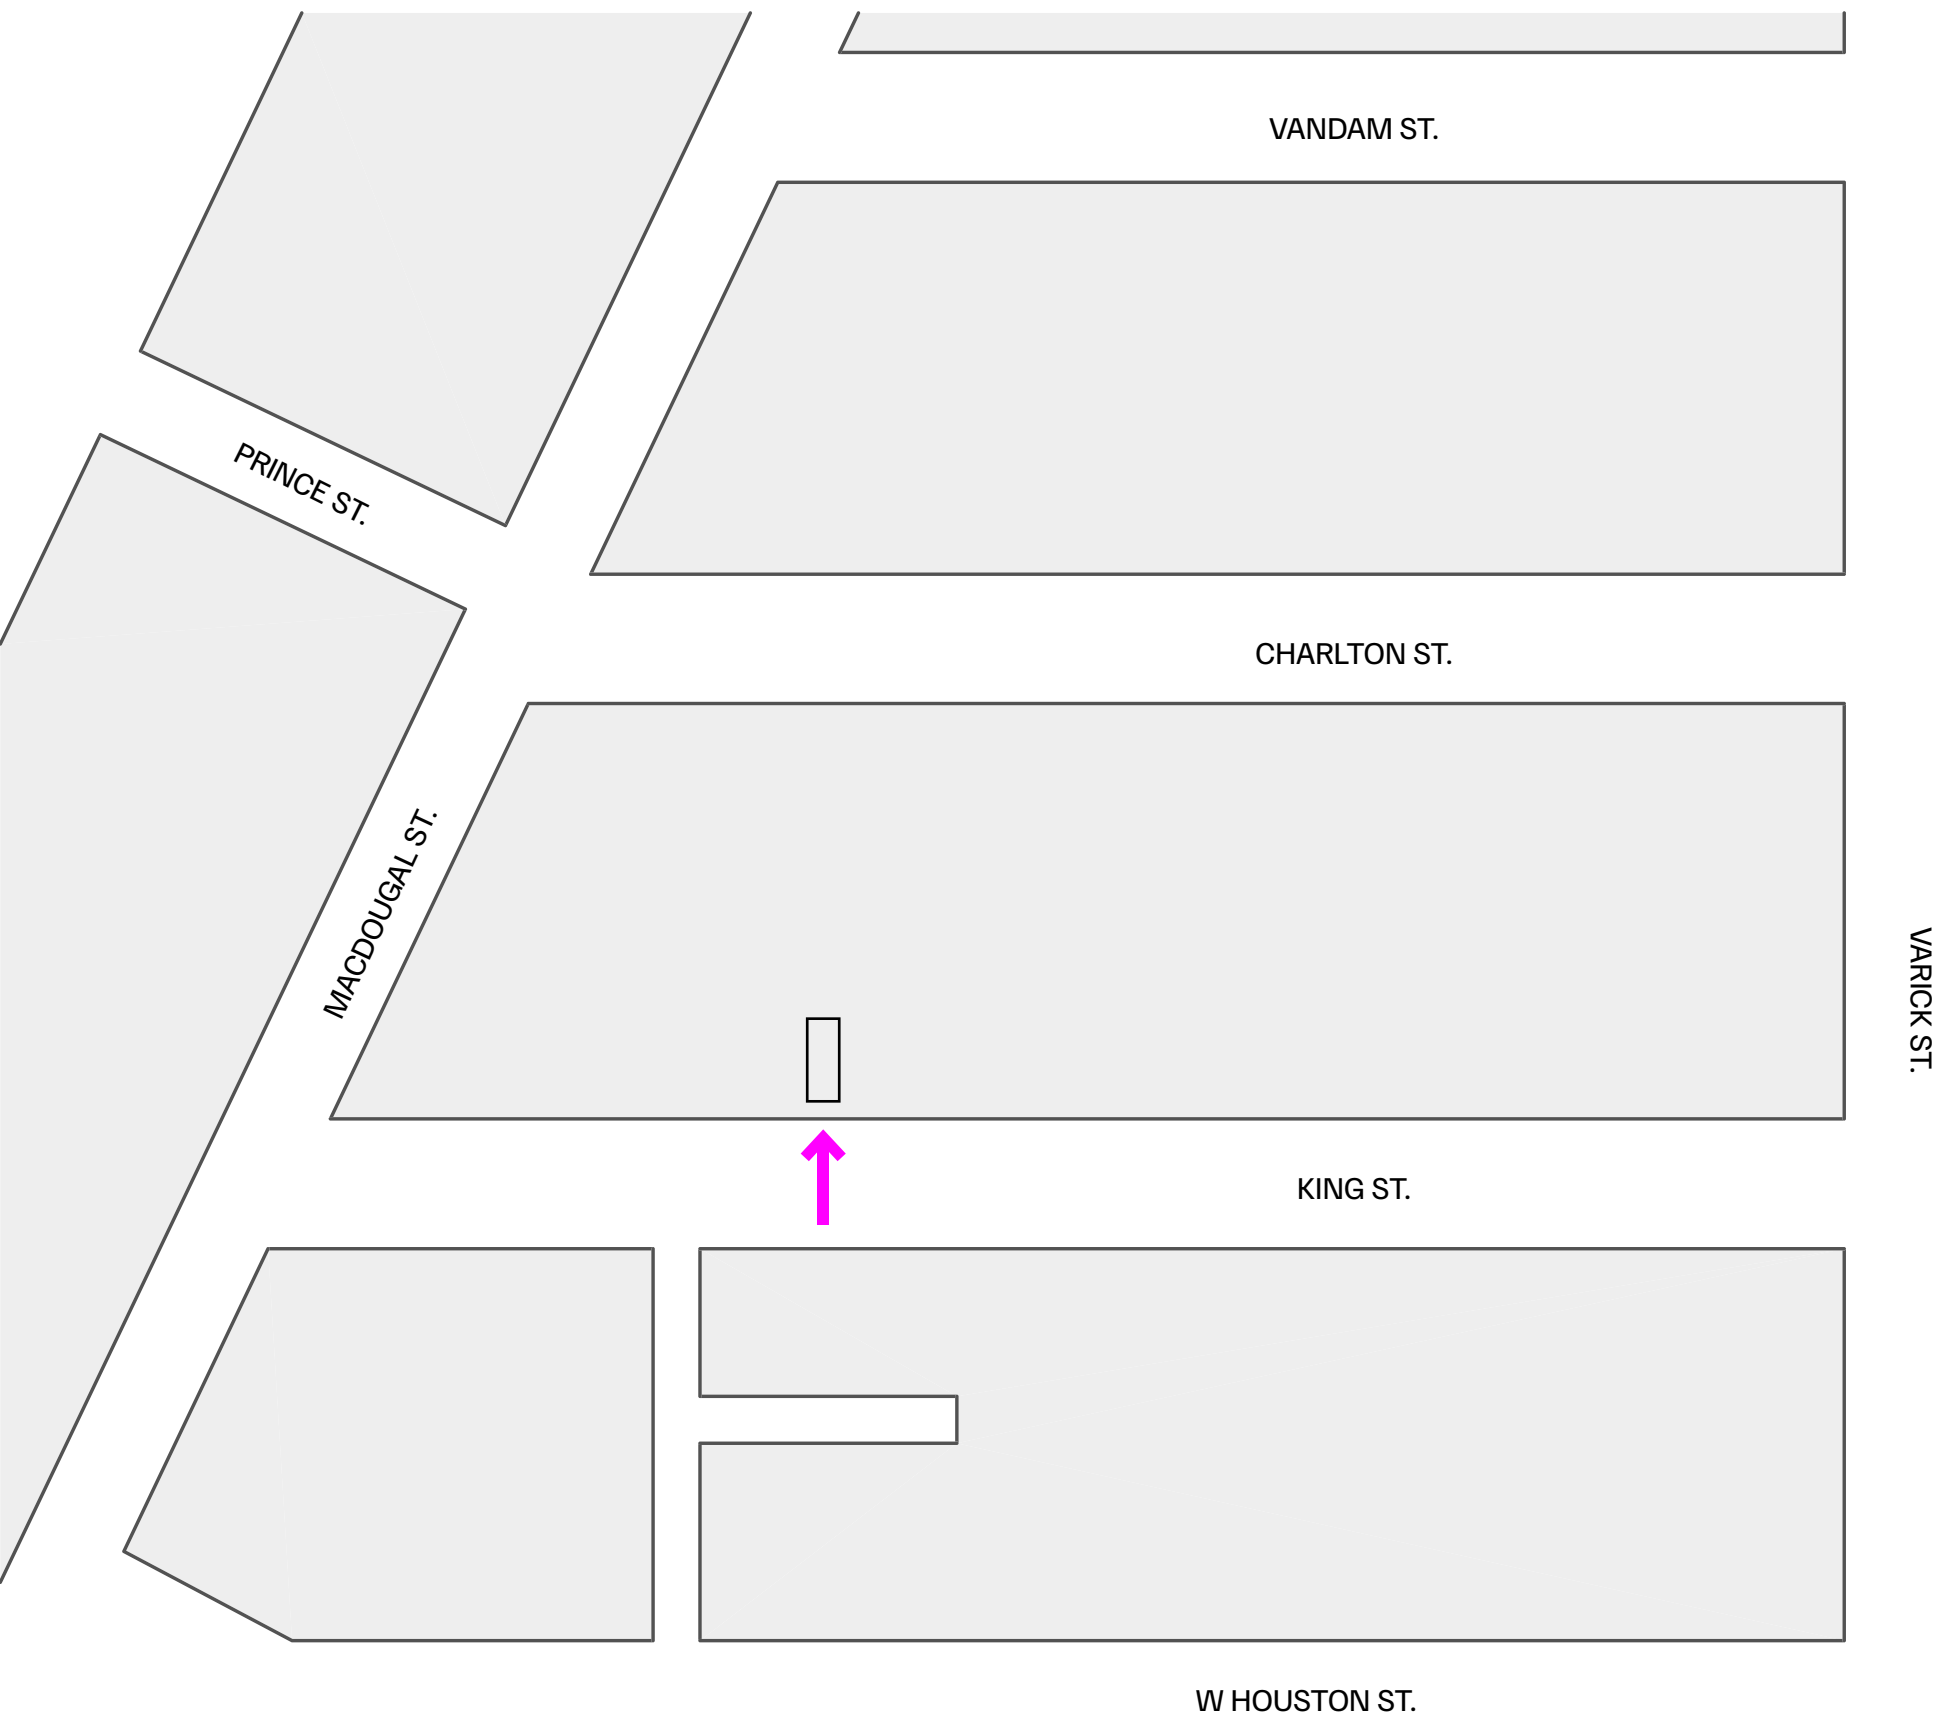 VANDAM ST.
PRINCE ST.
CHARLTON ST.
MACDOUGAL ST.
VARICK ST.
KING ST.
W HOUSTON ST.